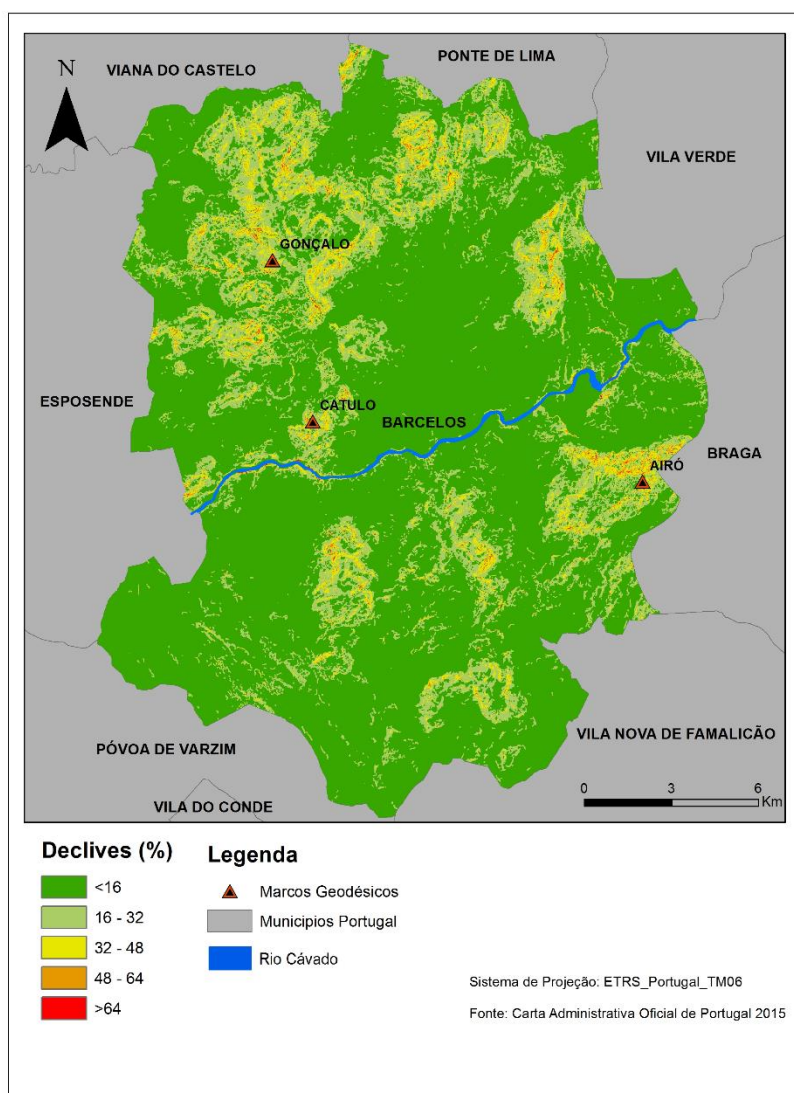 PONTE DE LIMA
VIANA DO CASTELO
N
VILA VERDE
GONÇALO
ESPOSENDE
CATULO
BARCELOS
BRAGA
AIRÓ
VILA NOVA DE FAMALICÃO
PÓVOA DE VARZIM
VILA DO CONDE
0 3 6
Km
Declives (%)
<16
16 - 32
32 - 48
48 - 64
>64
Legenda
Marcos Geodésicos
Municipios Portugal
Rio Cávado
Sistema de Projeção: ETRS_Portugal_TM06
Fonte: Carta Administrativa Oficial de Portugal 2015